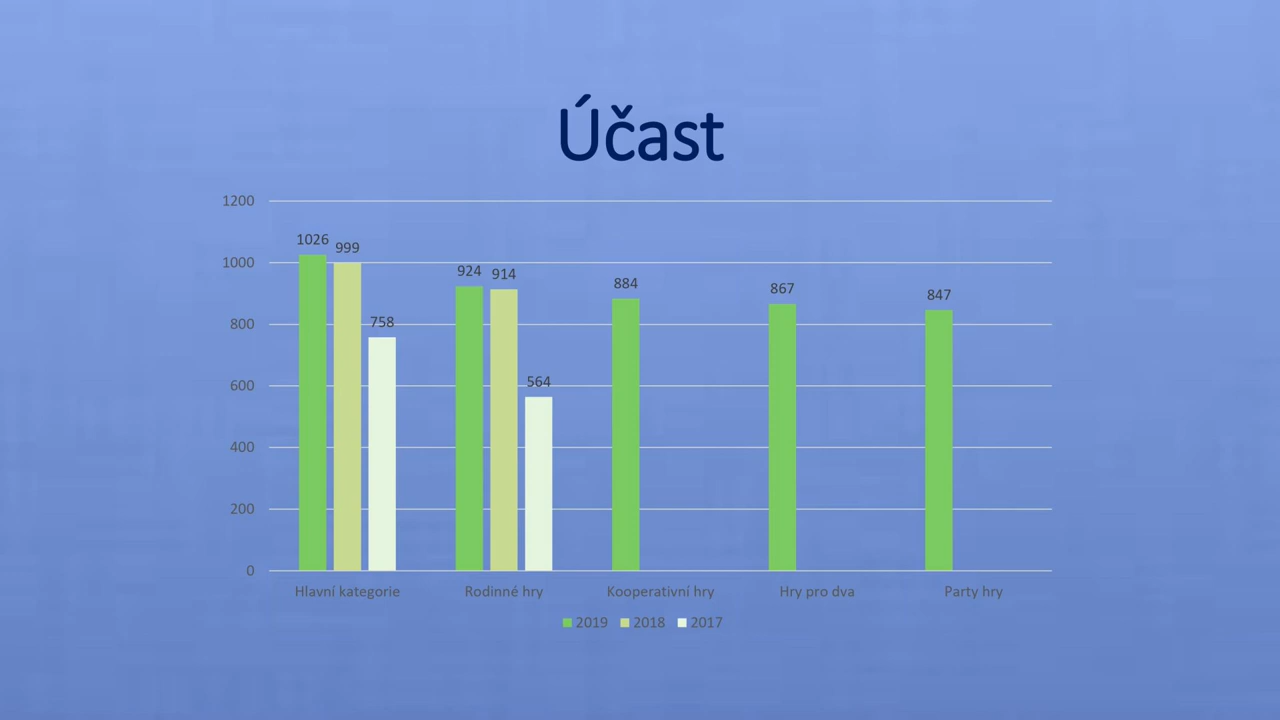 Účast
1200
1000
800
600
400
200
0
1026
999
758
924
914
564
884
867
847
Hlavní kategorie
Rodinné hry
Kooperativní hry
Hry pro dva
Party hry
2019 2018 2017